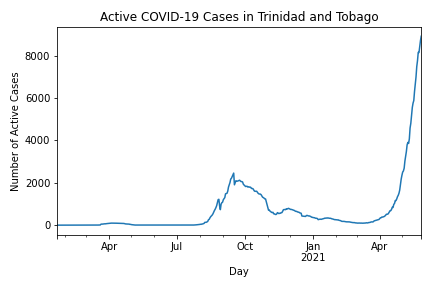 Active COVID-19 Cases in Trinidad and Tobago
Number of Active Cases
8000
6000
4000
2000
0
Apr
Jul
Oct
Jan
2021
Apr
Day